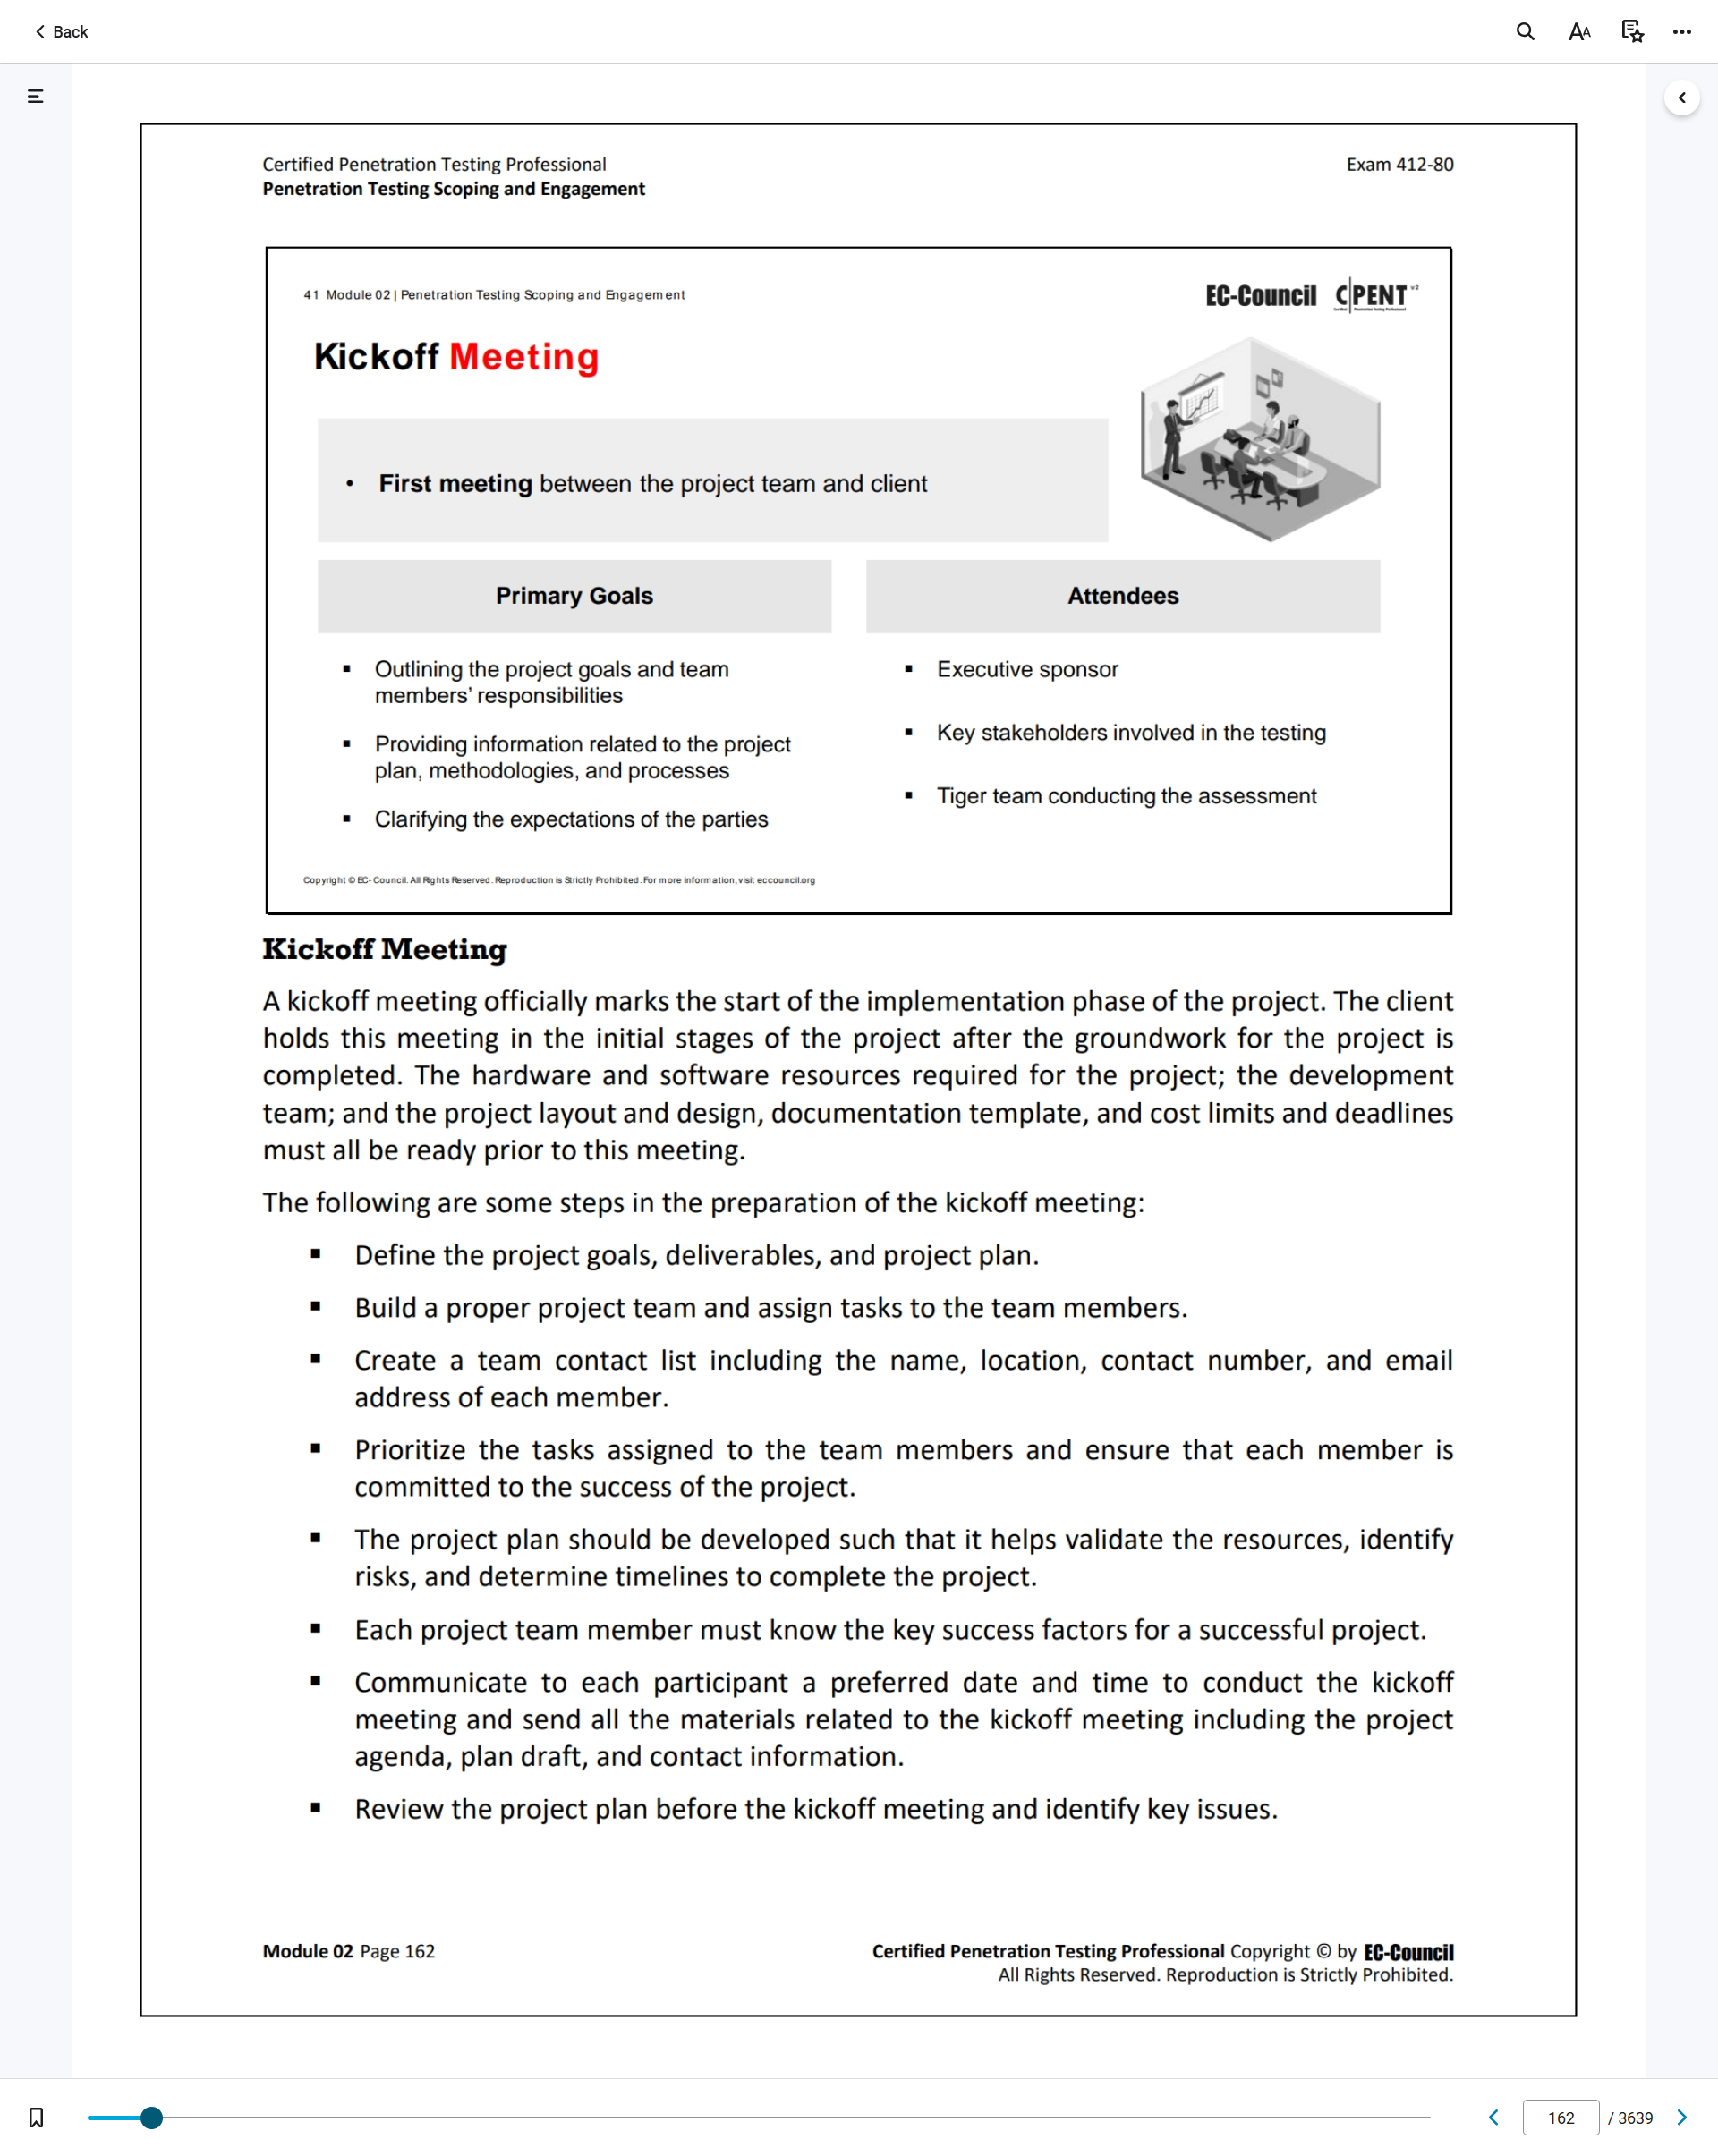 Back
Certified Penetration Testing Professional
Exam 412-80
Penetration Testing Scoping and Engagement
41 Module 02 | Penetration Testing Scoping and Engagement
EC-Council C|PENT v2
Kickoff Meeting
• First meeting between the project team and client
Primary Goals
▪ Outlining the project goals and team
members' responsibilities
▪ Providing information related to the project
plan, methodologies, and processes
▪ Clarifying the expectations of the parties
Attendees
▪ Executive sponsor
▪ Key stakeholders involved in the testing
▪ Tiger team conducting the assessment
Copyright © EC-Council. All Rights Reserved. Reproduction is Strictly Prohibited. For more information, visit eccouncil.org
Kickoff Meeting
A kickoff meeting officially marks the start of the implementation phase of the project. The client
holds this meeting in the initial stages of the project after the groundwork for the project is
completed. The hardware and software resources required for the project; the development
team; and the project layout and design, documentation template, and cost limits and deadlines
must all be ready prior to this meeting.
The following are some steps in the preparation of the kickoff meeting:
▪ Define the project goals, deliverables, and project plan.
▪ Build a proper project team and assign tasks to the team members.
▪ Create a team contact list including the name, location, contact number, and email
address of each member.
▪ Prioritize the tasks assigned to the team members and ensure that each member is
committed to the success of the project.
▪ The project plan should be developed such that it helps validate the resources, identify
risks, and determine timelines to complete the project.
▪ Each project team member must know the key success factors for a successful project.
▪ Communicate to each participant a preferred date and time to conduct the kickoff
meeting and send all the materials related to the kickoff meeting including the project
agenda, plan draft, and contact information.
▪ Review the project plan before the kickoff meeting and identify key issues.
Module 02 Page 162
Certified Penetration Testing Professional Copyright © by EC-Council
All Rights Reserved. Reproduction is Strictly Prohibited.
162 / 3639